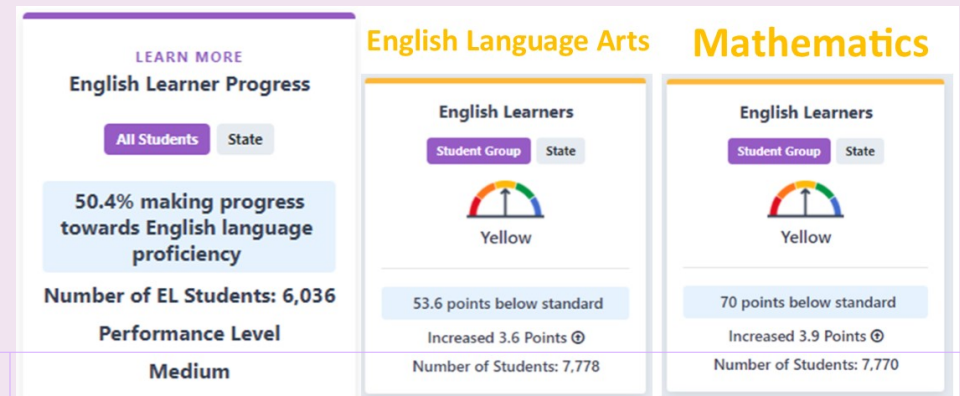 LEARN MORE
English Learner Progress
All Students State
50.4% making progress
towards English language
proficiency
Number of EL Students: 6,036
Performance Level
Medium
English Language Arts
English Learners
Student Group State
Yellow
53.6 points below standard
Increased 3.6 Points
Number of Students: 7,778
Mathematics
English Learners
Student Group State
Yellow
70 points below standard
Increased 3.9 Points
Number of Students: 7,770